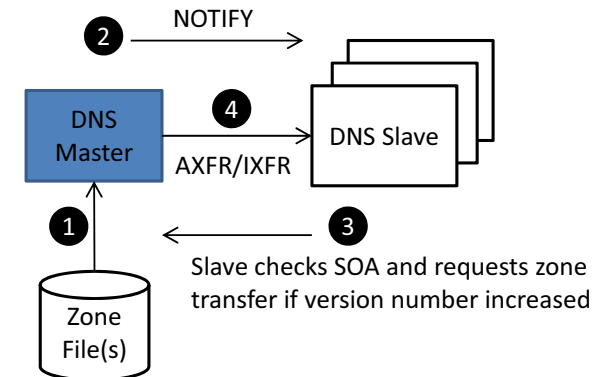 2
NOTIFY
DNS
Master
4
AXFR/IXFR
DNS Slave
1
3
Slave checks SOA and requests zone
transfer if version number increased
Zone
File(s)